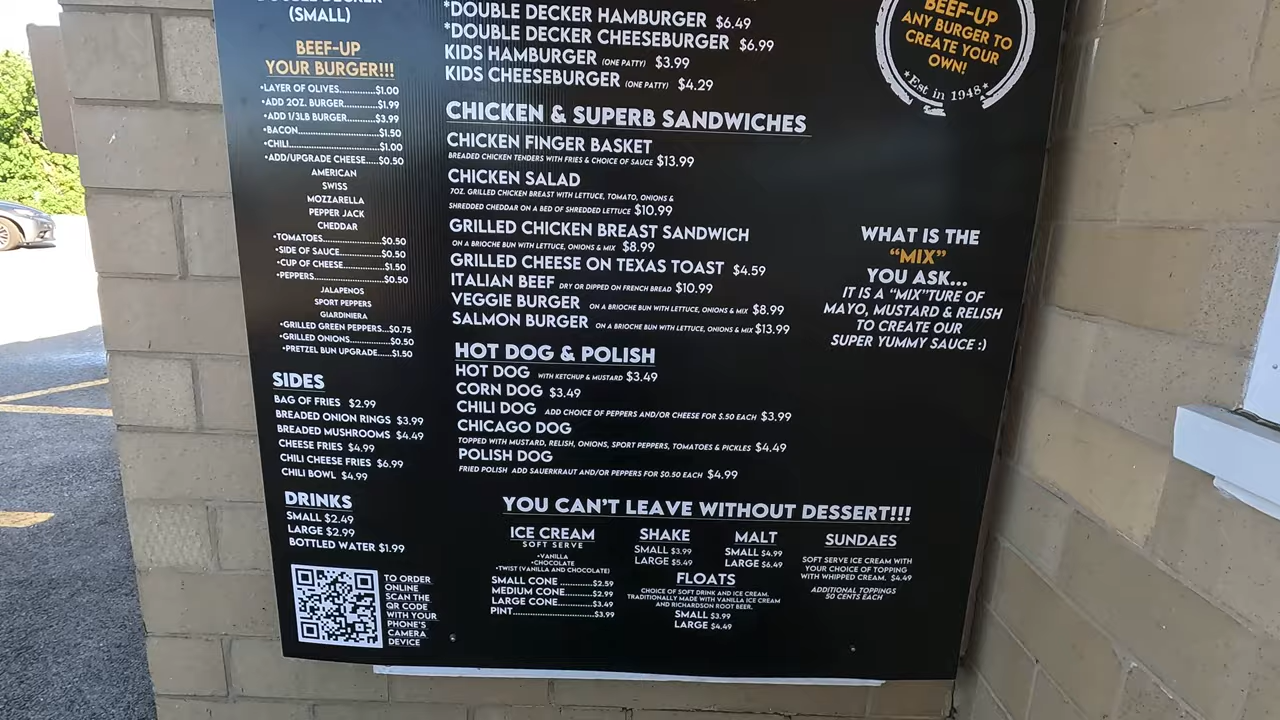 (SMALL)
BEEF-UP
YOUR BURGER!!!
•LAYER OF OLIVES..............$1.00
•ADD 2OZ. BURGER..............$1.99
•ADD 1/3LB BURGER.............$3.99
•BACON........................$1.50
•CHILI........................$1.00
•ADD/UPGRADE CHEESE.....$0.50
AMERICAN
SWISS
MOZZARELLA
PEPPER JACK
CHEDDAR
•TOMATOES.....................$0.50
•SIDE OF SAUCE................$0.50
•CUP OF CHEESE................$1.50
•PEPPERS......................$0.50
JALAPENOS
SPORT PEPPERS
GIARDINIERA
•GRILLED GREEN PEPPERS...$0.75
•GRILLED ONIONS...............$0.50
•PRETZEL BUN UPGRADE......$1.50
SIDES
BAG OF FRIES $2.99
BREADED ONION RINGS $3.99
BREADED MUSHROOMS $4.49
CHEESE FRIES $4.99
CHILI CHEESE FRIES $6.99
CHILI BOWL $4.99
DRINKS
SMALL $2.49
LARGE $2.99
BOTTLED WATER $1.99
TO ORDER
ONLINE
SCAN THE
QR CODE
WITH YOUR
PHONE'S
CAMERA
DEVICE
*DOUBLE DECKER HAMBURGER $6.49
*DOUBLE DECKER CHEESEBURGER $6.99
KIDS HAMBURGER (ONE PATTY) $3.99
KIDS CHEESEBURGER (ONE PATTY) $4.29
CHICKEN & SUPERB SANDWICHES
CHICKEN FINGER BASKET
BREADED CHICKEN TENDERS WITH FRIES & CHOICE OF SAUCE $13.99
CHICKEN SALAD
7OZ. GRILLED CHICKEN BREAST WITH LETTUCE, TOMATO, ONIONS &
SHREDDED CHEDDAR ON A BED OF SHREDDED LETTUCE $10.99
GRILLED CHICKEN BREAST SANDWICH
ON A BRIOCHE BUN WITH LETTUCE, ONIONS & MIX $8.99
GRILLED CHEESE ON TEXAS TOAST $4.59
ITALIAN BEEF DRY OR DIPPED ON FRENCH BREAD $10.99
VEGGIE BURGER ON A BRIOCHE BUN WITH LETTUCE, ONIONS & MIX $8.99
SALMON BURGER ON A BRIOCHE BUN WITH LETTUCE, ONIONS & MIX $13.99
HOT DOG & POLISH
HOT DOG WITH KETCHUP & MUSTARD $3.49
CORN DOG $3.49
CHILI DOG ADD CHOICE OF PEPPERS AND/OR CHEESE FOR $.50 EACH $3.99
CHICAGO DOG
TOPPED WITH MUSTARD, RELISH, ONIONS, SPORT PEPPERS, TOMATOES & PICKLES $4.49
POLISH DOG
FRIED POLISH ADD SAUERKRAUT AND/OR PEPPERS FOR $0.50 EACH $4.99
BEEF-UP
ANY BURGER TO
CREATE YOUR
OWN!
*Est in 1948*
WHAT IS THE
"MIX"
YOU ASK...
IT IS A "MIX"TURE OF
MAYO, MUSTARD & RELISH
TO CREATE OUR
SUPER YUMMY SAUCE :)
YOU CAN'T LEAVE WITHOUT DESSERT!!!
ICE CREAM
SOFT SERVE
•VANILLA
•CHOCOLATE
•TWIST (VANILLA AND CHOCOLATE)
SMALL CONE ..........$2.59
MEDIUM CONE..........$2.99
LARGE CONE...........$3.49
PINT.................$3.99
SHAKE
SMALL $3.99
LARGE $5.49
MALT
SMALL $4.99
LARGE $6.49
FLOATS
CHOICE OF SOFT DRINK AND ICE CREAM.
TRADITIONALLY MADE WITH VANILLA ICE CREAM
AND RICHARDSON ROOT BEER.
SMALL $3.99
LARGE $4.49
SUNDAES
SOFT SERVE ICE CREAM WITH
YOUR CHOICE OF TOPPING
WITH WHIPPED CREAM. $4.49
ADDITIONAL TOPPINGS
50 CENTS EACH